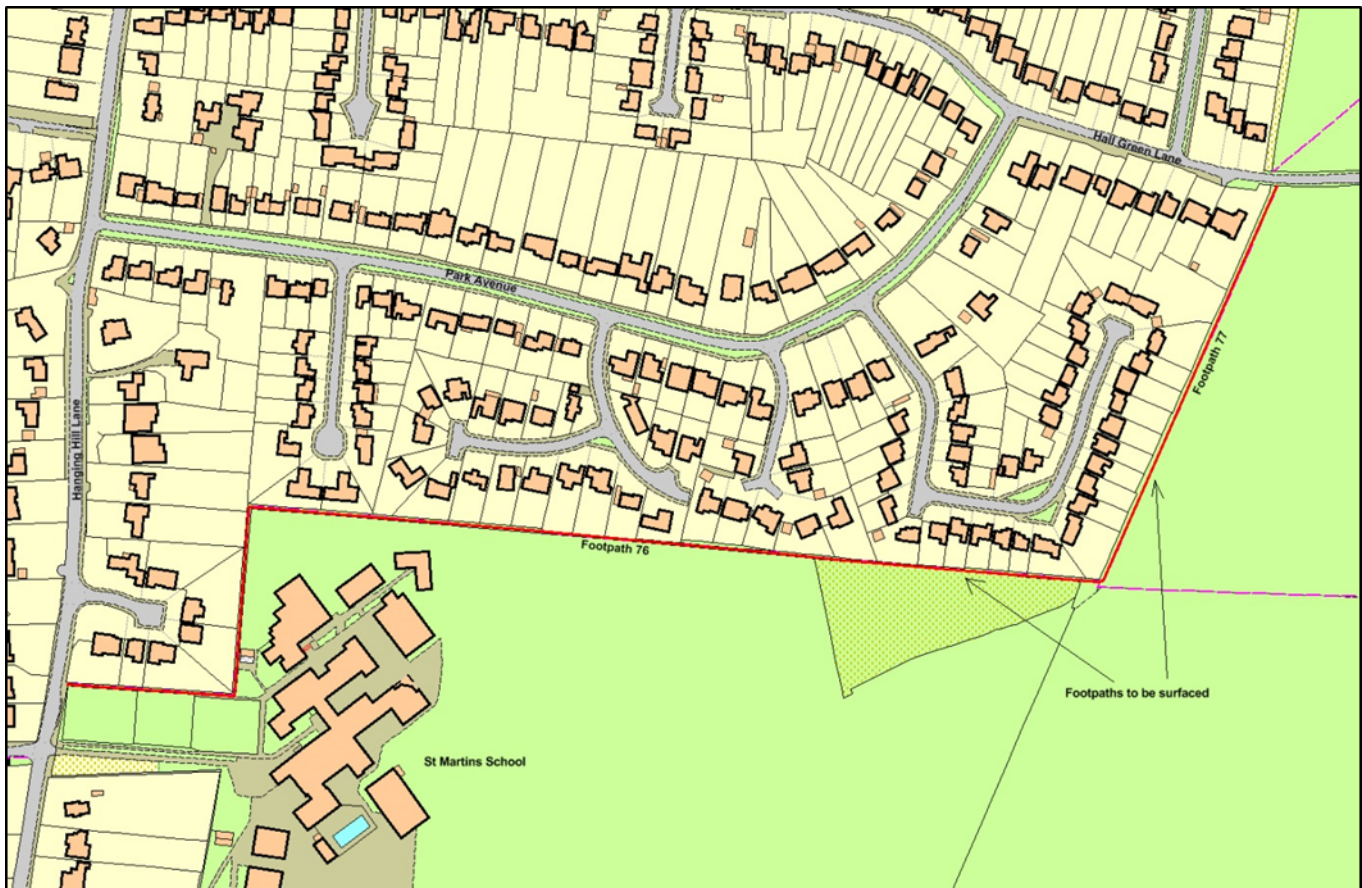 Hall Green Lane
Park Avenue
Footpath 77
Hanging Hill Lane
Footpath 76
Footpaths to be surfaced
St Martins School